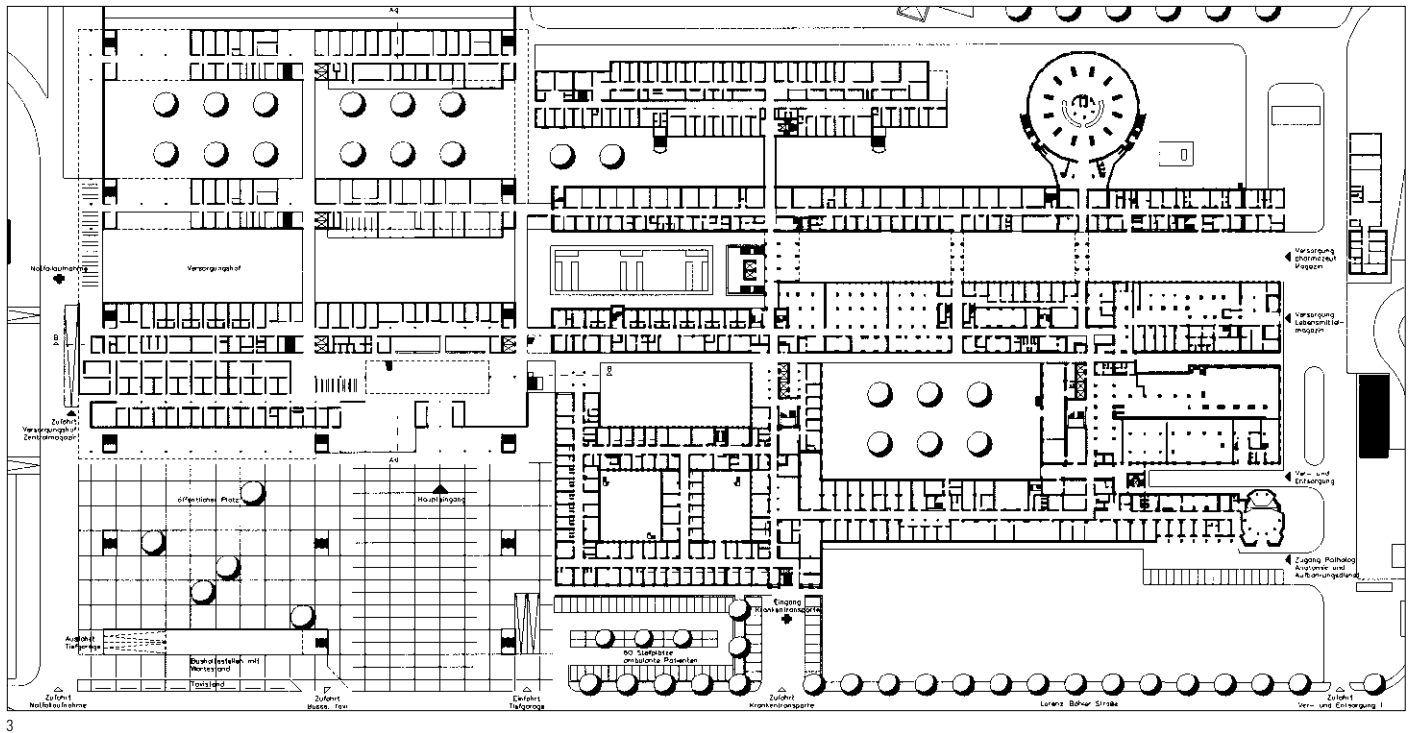 Notfallaufnahme
Versorgungshof
Versorgung
pharmazeut
Magazin
Versorgung
Lebensmittel-
magazin
B
B
Zufahrt
Versorgungshof
Zentralmagazin
öffentlicher Platz
Haupteingang
Ver- und
Entsorgung
Zugang Patholog
Anatomie und
Aufbahrungsdienst
Eingang
Krankentransporte
Ausfahrt
Tiefgarage
60 Stellplätze
ambulante Patienten
Bushaltestellen mit
Wartestand
Taxistand
Zufahrt
Notfallaufnahme
Zufahrt
Busse, Taxi
Einfahrt
Tiefgarage
Zufahrt
Krankentransporte
Lorenz Böhler Straße
Zufahrt
Ver- und Entsorgung I
3